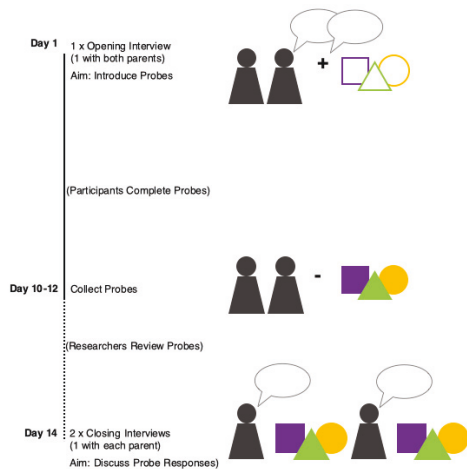 Day 1 1 x Opening Interview
(1 with both parents)
Aim: Introduce Probes
+
(Participants Complete Probes)
Day 10-12 Collect Probes
-
(Researchers Review Probes)
Day 14 2 x Closing Interviews
(1 with each parent)
Aim: Discuss Probe Responses)